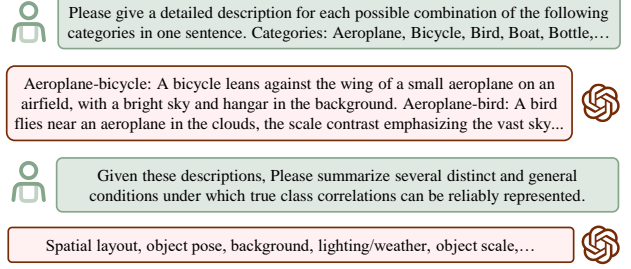 Please give a detailed description for each possible combination of the following
categories in one sentence. Categories: Aeroplane, Bicycle, Bird, Boat, Bottle,…
Aeroplane-bicycle: A bicycle leans against the wing of a small aeroplane on an
airfield, with a bright sky and hangar in the background. Aeroplane-bird: A bird
flies near an aeroplane in the clouds, the scale contrast emphasizing the vast sky...
Given these descriptions, Please summarize several distinct and general
conditions under which true class correlations can be reliably represented.
Spatial layout, object pose, background, lighting/weather, object scale,…